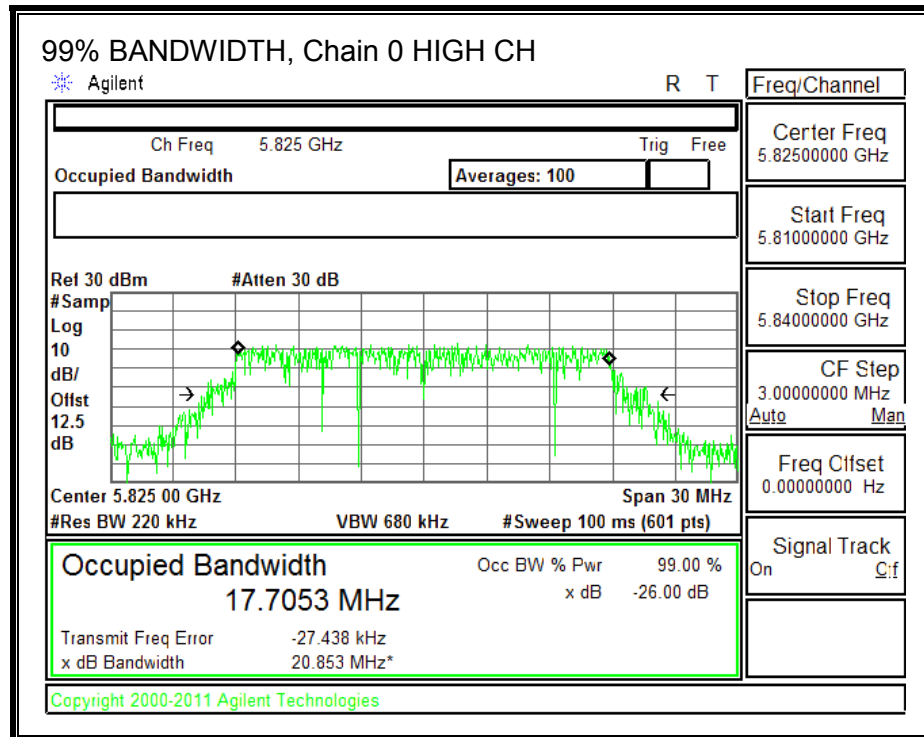 99% BANDWIDTH, Chain 0 HIGH CH
Agilent R T
Ch Freq 5.825 GHz Trig Free
Occupied Bandwidth Averages: 100
Ref 30 dBm #Atten 30 dB
#Samp
Log
10
dB/
Offst
12.5
dB
Center 5.825 00 GHz Span 30 MHz
#Res BW 220 kHz VBW 680 kHz #Sweep 100 ms (601 pts)
Occupied Bandwidth Occ BW % Pwr 99.00 %
17.7053 MHz x dB -26.00 dB
Transmit Freq Error -27.438 kHz
x dB Bandwidth 20.853 MHz*
Copyright 2000-2011 Agilent Technologies
Freq/Channel
Center Freq
5.82500000 GHz
Start Freq
5.81000000 GHz
Stop Freq
5.84000000 GHz
CF Step
3.00000000 MHz
Auto Man
Freq Offset
0.00000000 Hz
Signal Track
On Off